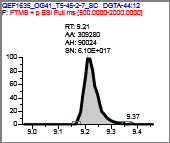 QEF1635_OG41_T5-45-2-7_SC DGTA-44:12
F: FTMS + p ESI Full ms [500.0000-2000.0000]
RT: 9.21
AA: 309280
AH: 90024
SN: 6.10E+017
100
80
60
40
20
0
9.37
9.0 9.1 9.2 9.3 9.4